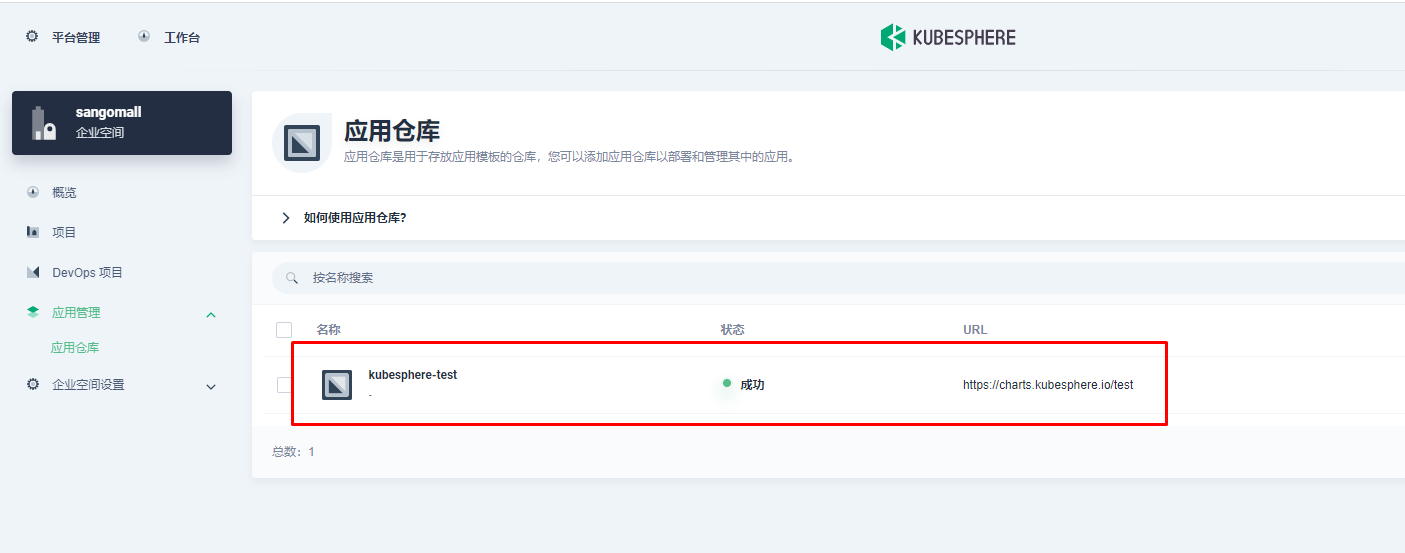 平台管理 工作台 KUBESPHERE
sangomall
企业空间
概览
项目
DevOps 项目
应用管理
应用仓库
企业空间设置
应用仓库
应用仓库是用于存放应用模板的仓库，您可以添加应用仓库以部署和管理其中的应用。
如何使用应用仓库?
按名称搜索
名称 状态 URL
kubesphere-test 成功 https://charts.kubesphere.io/test
-
总数：1